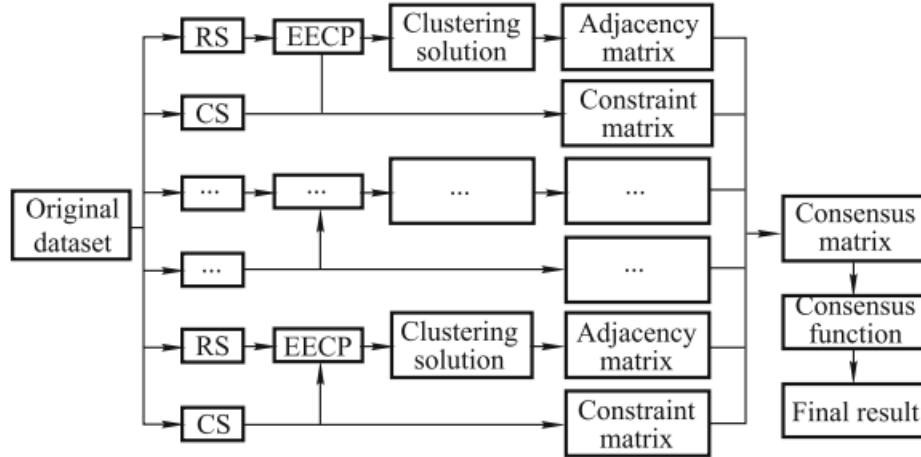 RS
EECP
Clustering
solution
Adjacency
matrix
CS
Constraint
matrix
...
...
...
...
Original
dataset
...
...
Consensus
matrix
RS
EECP
Clustering
solution
Adjacency
matrix
Consensus
function
CS
Constraint
matrix
Final result